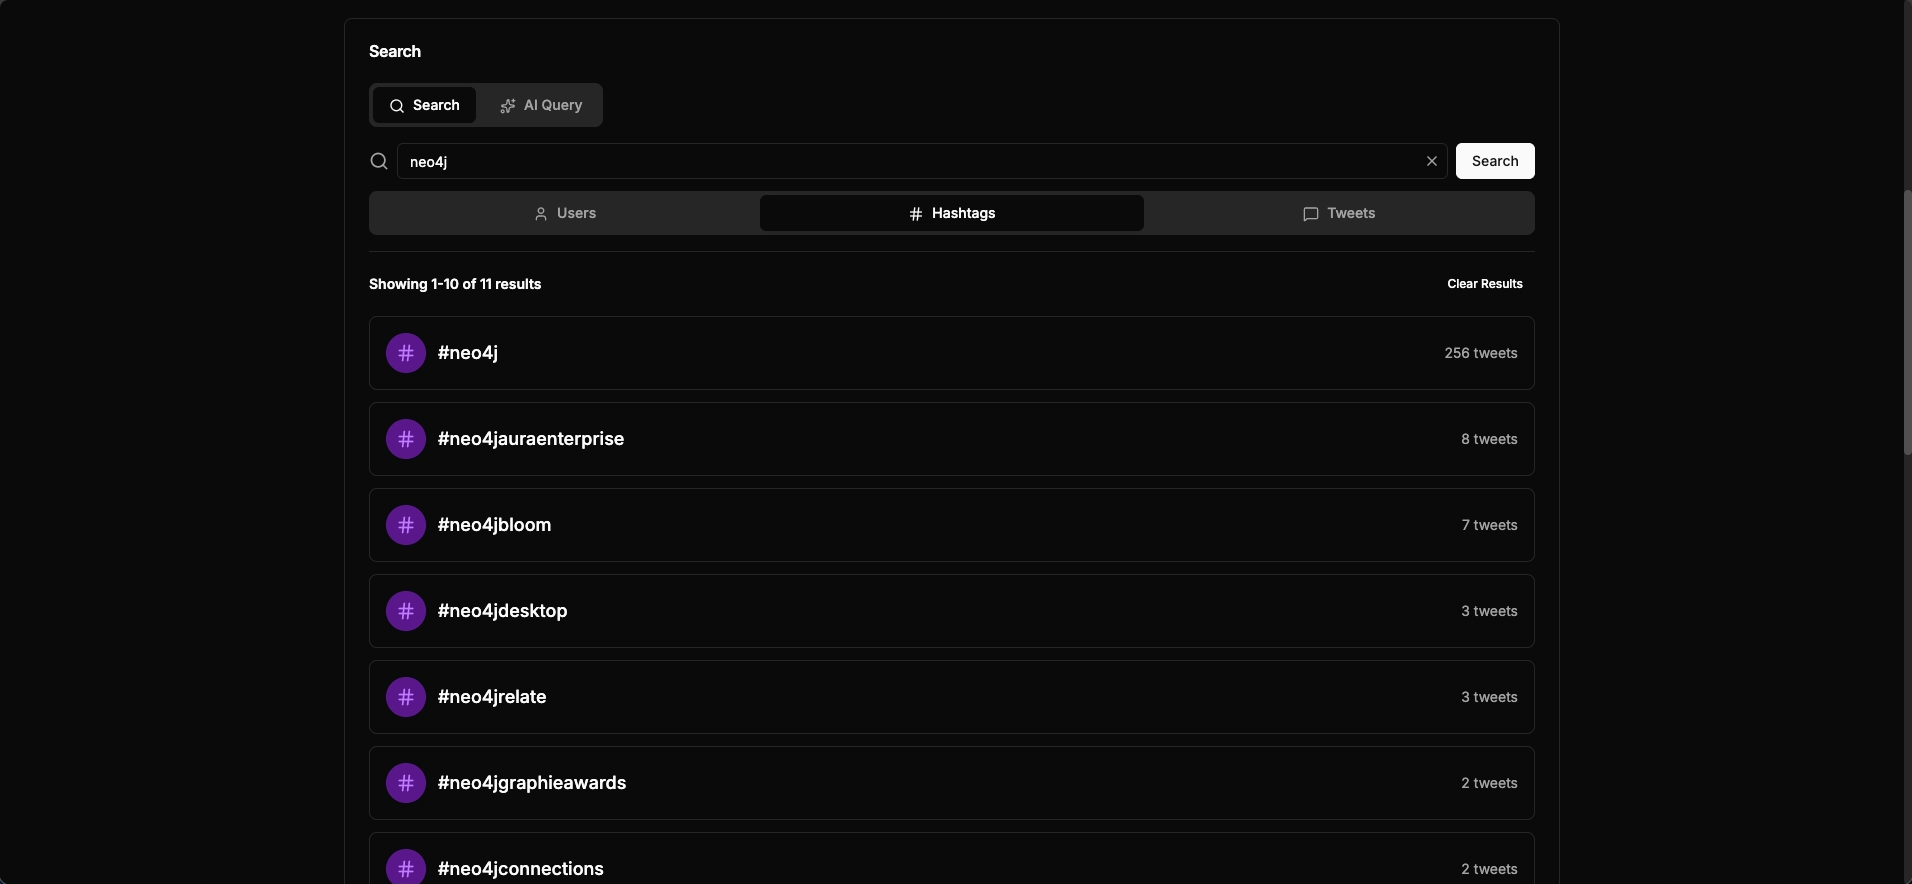 Search
Search
AI Query
neo4j
Search
Users
# Hashtags
Tweets
Showing 1-10 of 11 results
Clear Results
# #neo4j
256 tweets
# #neo4jauraenterprise
8 tweets
# #neo4jbloom
7 tweets
# #neo4jdesktop
3 tweets
# #neo4jrelate
3 tweets
# #neo4jgraphieawards
2 tweets
# #neo4jconnections
2 tweets